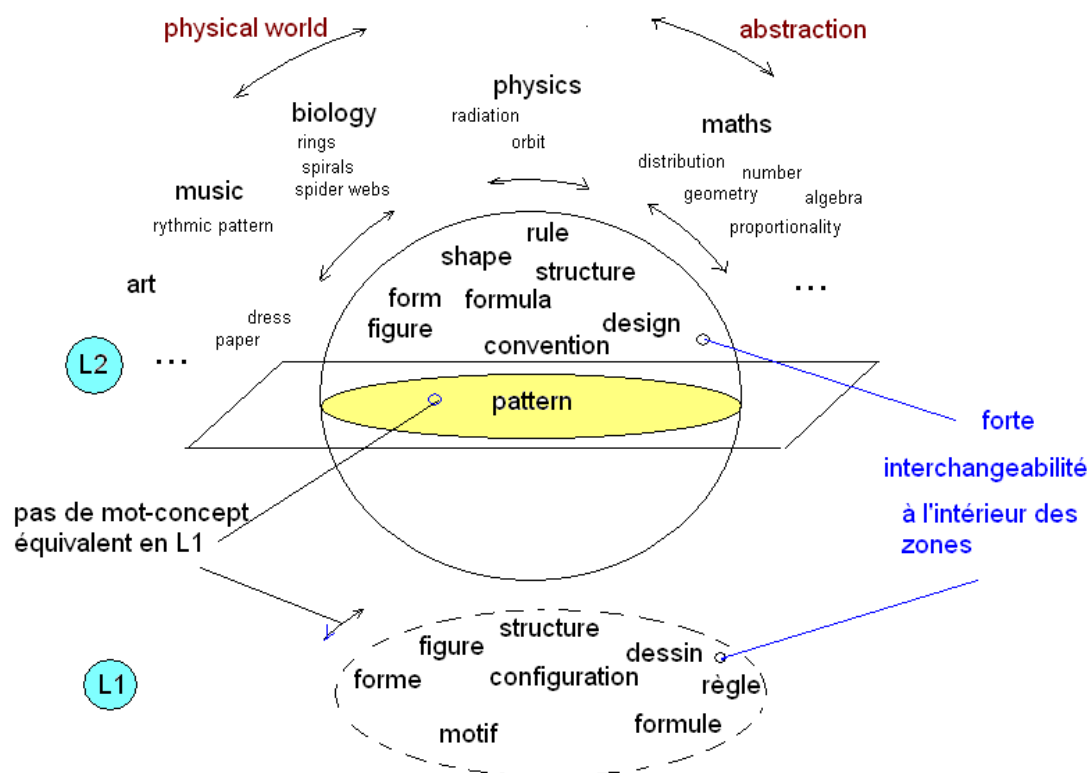 physical world
abstraction
physics
radiation
orbit
biology
rings
spirals
spider webs
maths
distribution
number
geometry
algebra
proportionality
music
rythmic pattern
art
dress
paper
...
...
rule
shape
structure
form
formula
figure
design
convention
L2
pattern
forte
interchangeabilité
à l'intérieur des
zones
pas de mot-concept
équivalent en L1
L1
structure
figure
dessin
forme
configuration
règle
motif
formule